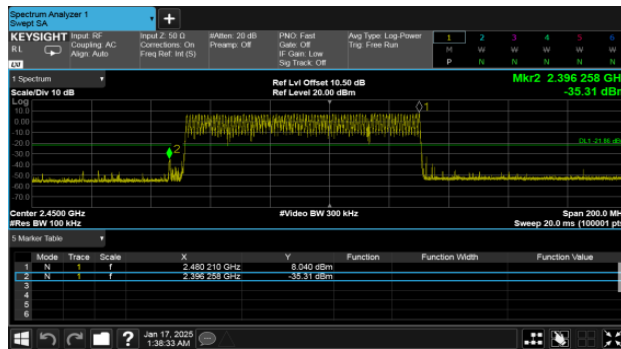 Spectrum Analyzer 1
Swept SA
+
KEYSIGHT Input: RF Input Z: 50 Ω #Atten: 20 dB PNO: Fast Avg Type: Log-Power 1 2 3 4 5 6
RL Coupling: AC Corrections: On Preamp: Off Gate: Off Trig: Free Run M W W W W W
Align: Auto Freq Ref: Int (S) IF Gain: Low
Sig Track: Off P N N N N N
LXI
1 Spectrum Ref Lvl Offset 10.50 dB Mkr2 2.396 258 GH
Scale/Div 10 dB Ref Level 20.00 dBm -35.31 dBr
Log
10.0
0.00
-10.0
-20.0
-30.0
-40.0
-50.0
-60.0
-70.0
1
2
DL1 -21.86 dB
Center 2.4500 GHz #Video BW 300 kHz Span 200.0 MH
#Res BW 100 kHz Sweep 20.0 ms (100001 pts
5 Marker Table
Mode Trace Scale X Y Function Function Width Function Value
1 N 1 f 2.480 210 GHz 8.040 dBm
2 N 1 f 2.396 258 GHz -35.31 dBm
3
4
5
6
? Jan 17, 2025
1:38:33 AM